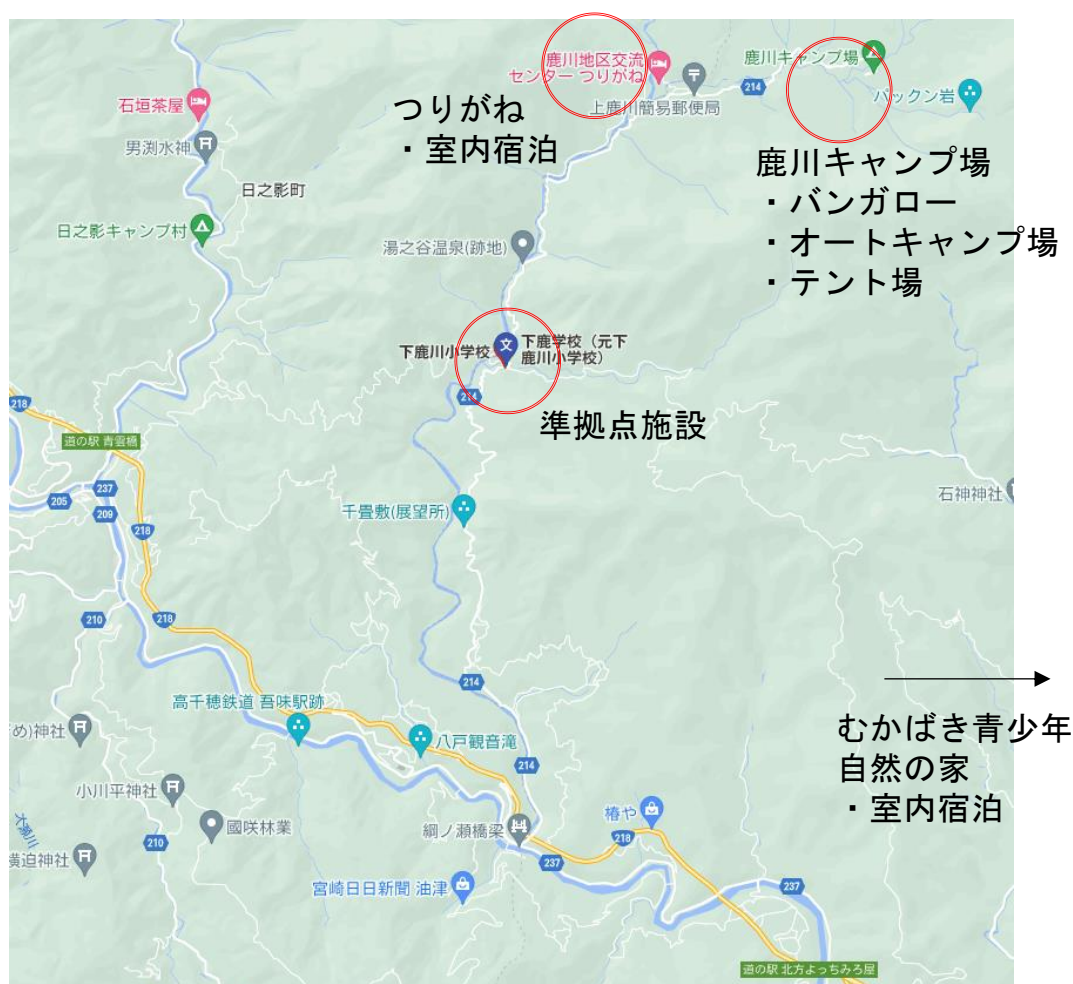 鹿川地区交流
センター つりがね
鹿川キャンプ場
214
バックン岩
上鹿川簡易郵便局
石垣茶屋
つりがね
・室内宿泊
男渕水神
鹿川キャンプ場
・バンガロー
・オートキャンプ場
・テント場
日之影町
日之影キャンプ村
湯之谷温泉(跡地)
下鹿川小学校
文
下鹿学校（元下
鹿川小学校）
214
準拠点施設
218
道の駅 青雲橋
237
205
209
218
石神神社
千畳敷(展望所)
210
218
214
高千穂鉄道 吾味駅跡
八戸観音滝
め)神社
むかばき青少年
自然の家
・室内宿泊
214
小川平神社
國咲林業
椿や
綱ノ瀬橋梁
218
210
横迫神社
237
237
宮崎日日新聞 油津
道の駅 北方よっちみろ屋